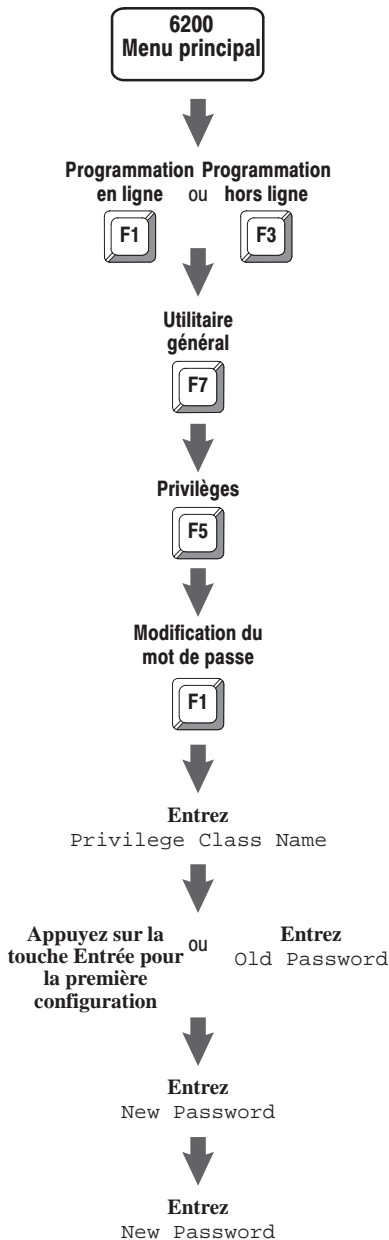 6200
Menu principal
Programmation Programmation
en ligne ou hors ligne
F1 F3
Utilitaire
général
F7
Privilèges
F5
Modification du
mot de passe
F1
Entrez
Privilege Class Name
Appuyez sur la
touche Entrée pour
la première
configuration
ou
Entrez
Old Password
Entrez
New Password
Entrez
New Password